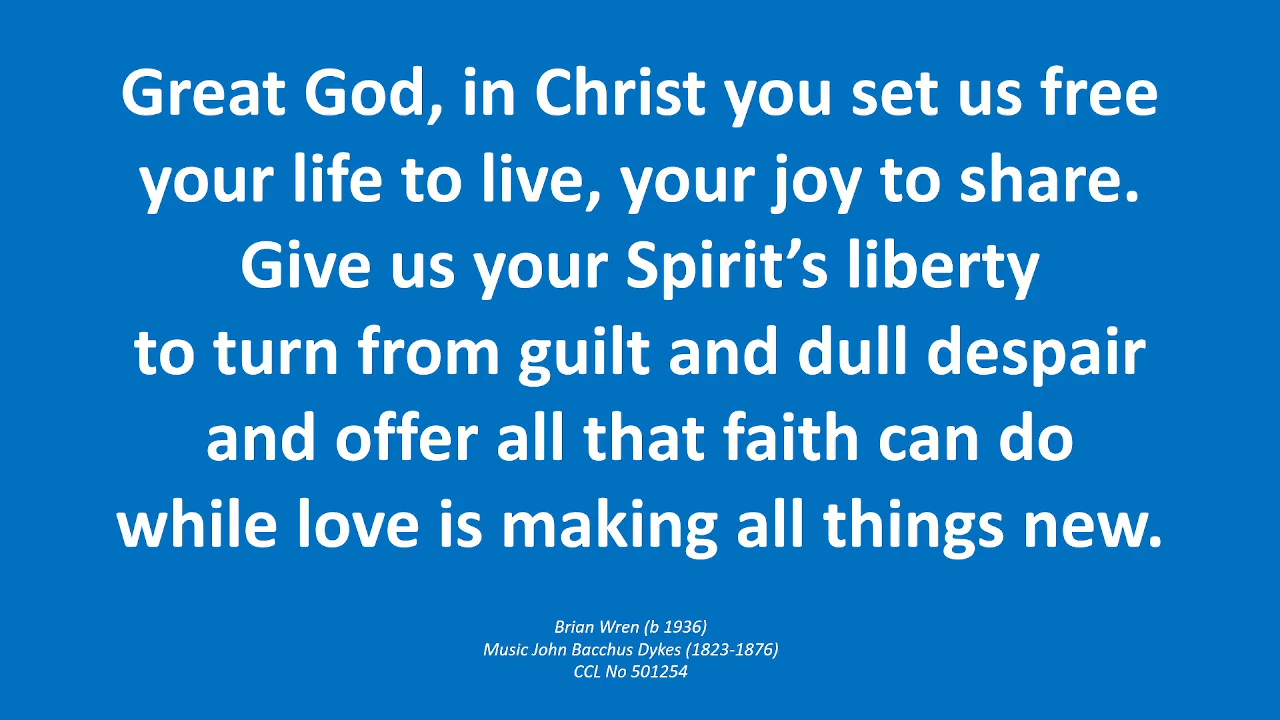 Great God, in Christ you set us free
your life to live, your joy to share.
Give us your Spirit’s liberty
to turn from guilt and dull despair
and offer all that faith can do
while love is making all things new.
Brian Wren (b 1936)
Music John Bacchus Dykes (1823-1876)
CCL No 501254